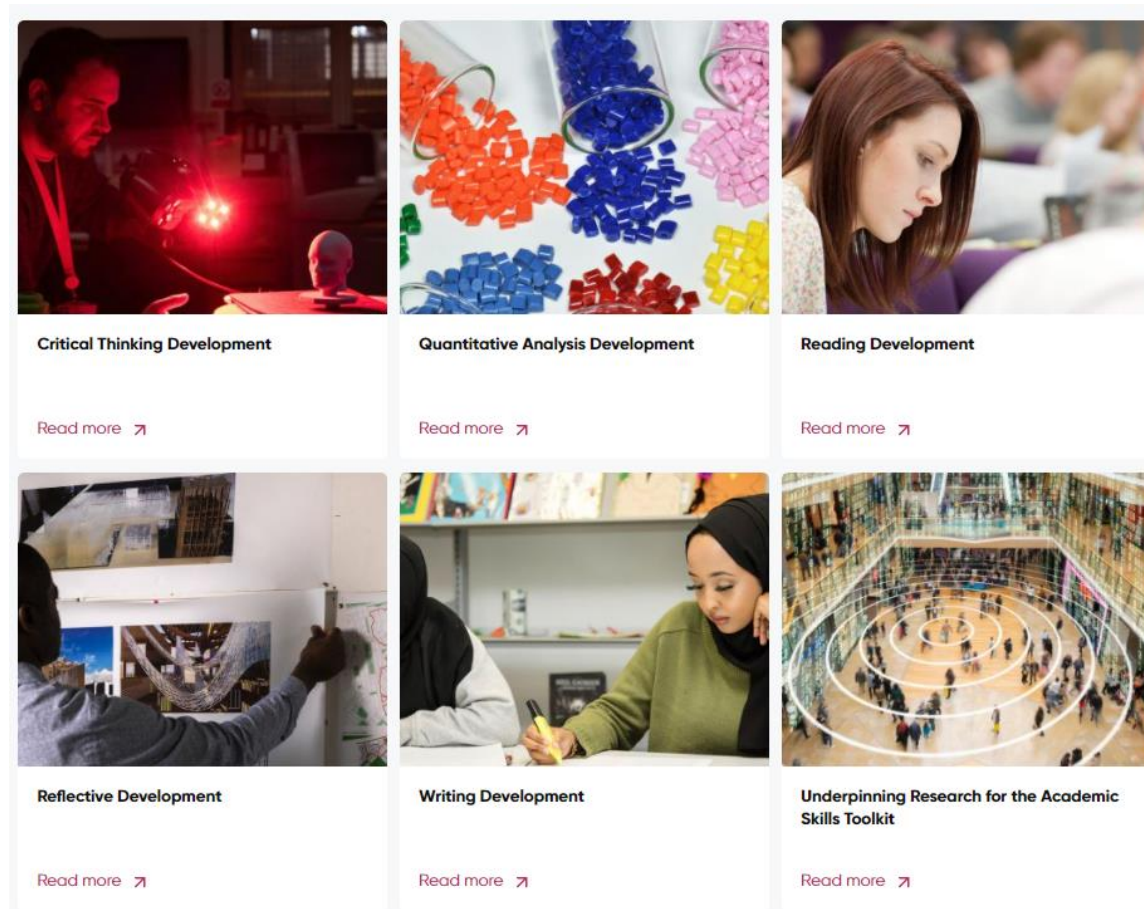 Critical Thinking Development
Quantitative Analysis Development
Reading Development
Read more
Read more
Read more
Reflective Development
Writing Development
Underpinning Research for the Academic
Skills Toolkit
Read more
Read more
Read more